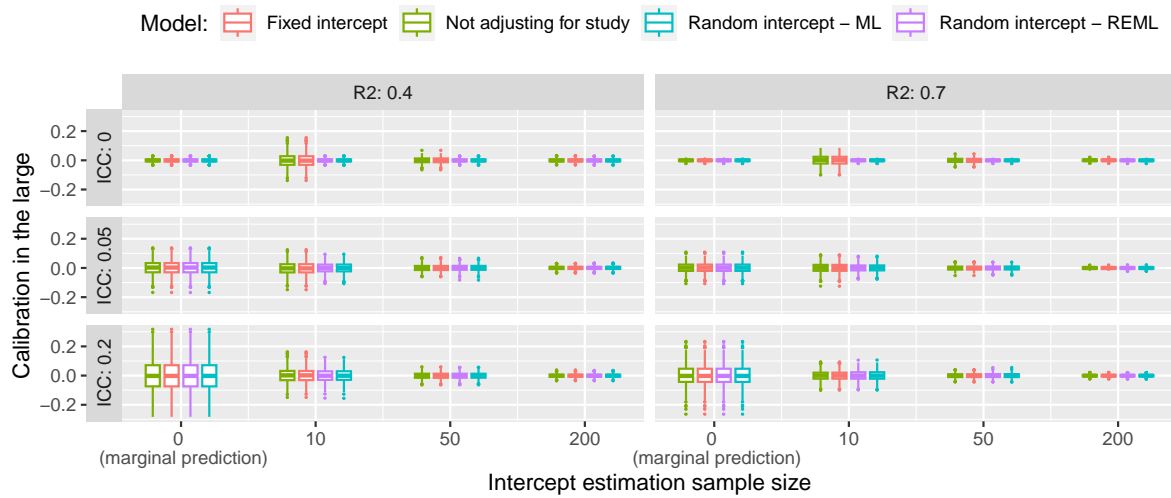 Model: Fixed intercept Not adjusting for study Random intercept − ML Random intercept − REML
R2: 0.4 R2: 0.7
Calibration in the large
ICC: 0
0.2
0.0
−0.2
ICC: 0.05
0.2
0.0
−0.2
ICC: 0.2
0.2
0.0
−0.2
0 10 50 200 0 10 50 200
(marginal prediction) (marginal prediction)
Intercept estimation sample size